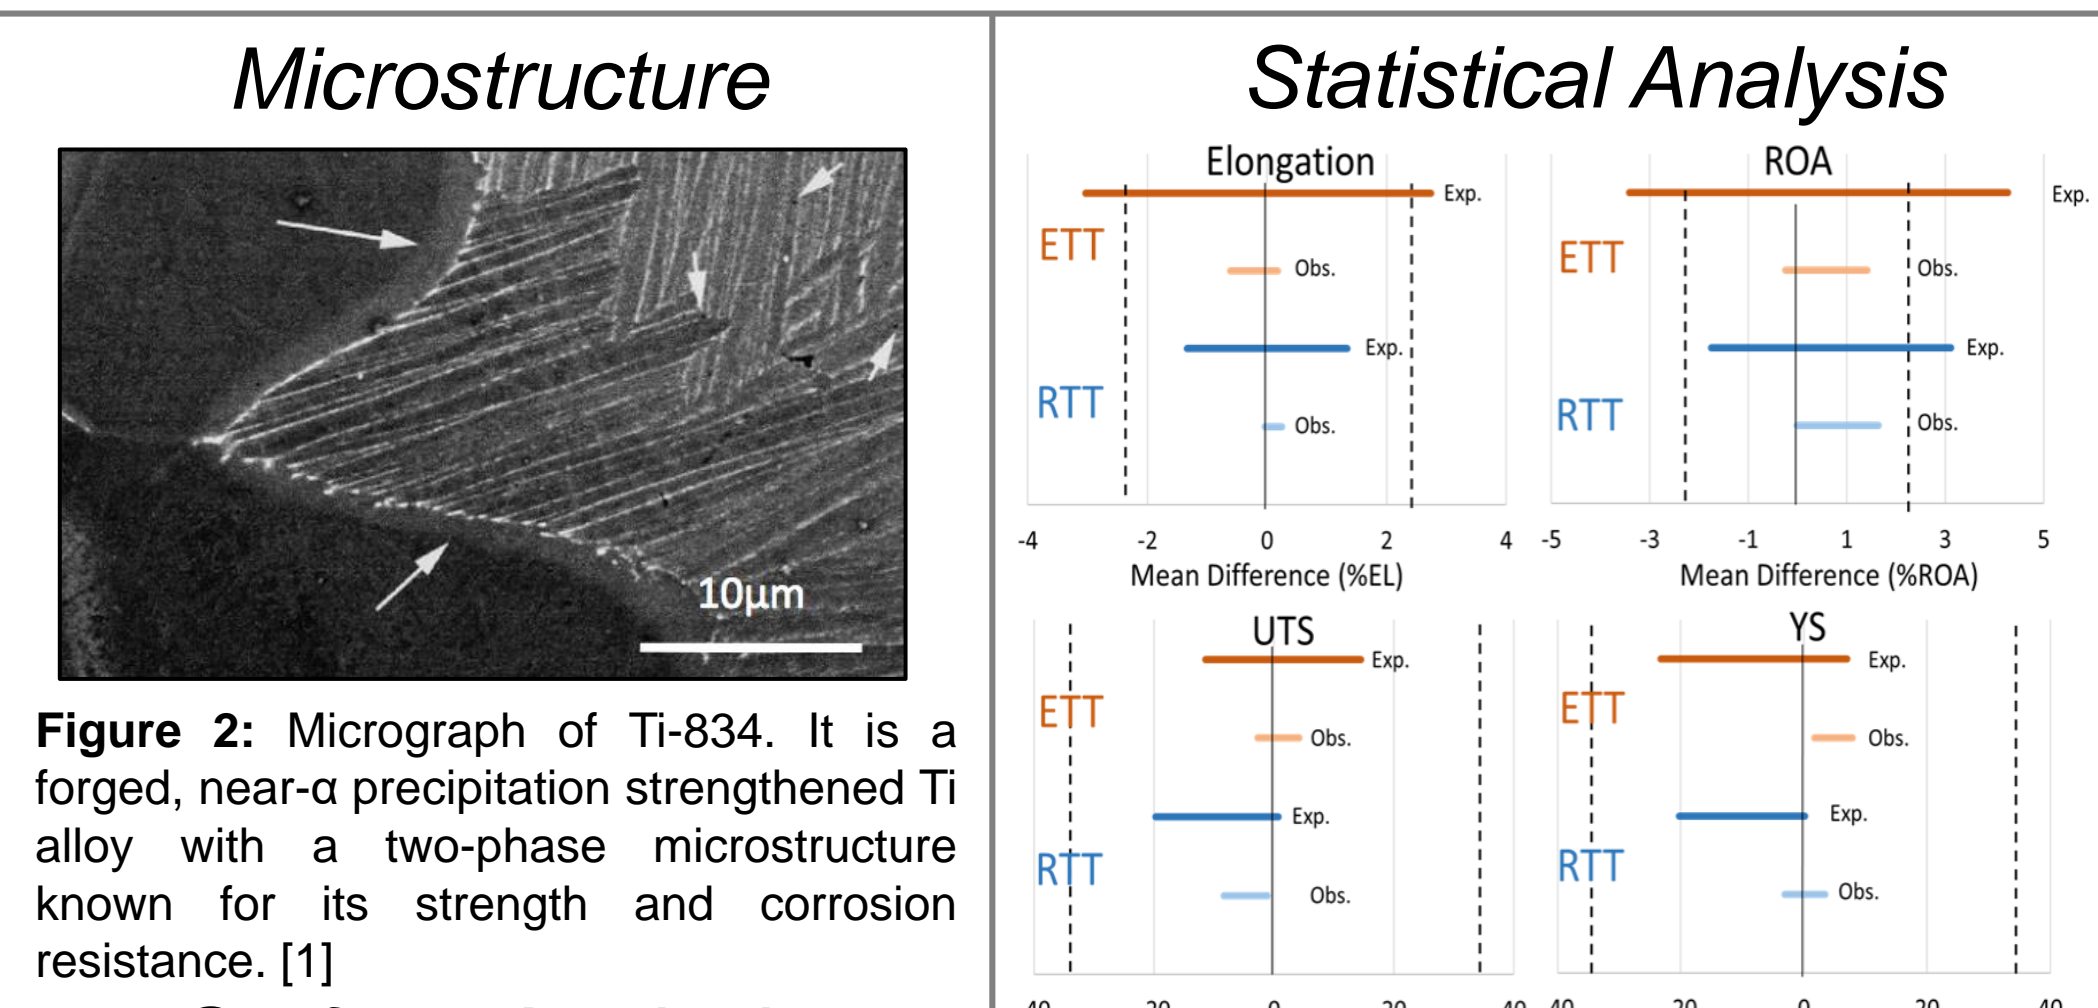 Microstructure
10μm
Figure 2: Micrograph of Ti-834. It is a
forged, near-α precipitation strengthened Ti
alloy with a two-phase microstructure
known for its strength and corrosion
resistance. [1]
Statistical Analysis
Elongation
Exp.
ETT
Obs.
Exp.
RTT
Obs.
-4 -2 0 2 4
Mean Difference (%EL)
ROA
Exp.
ETT
Obs.
Exp.
RTT
Obs.
-5 -3 -1 1 3 5
Mean Difference (%ROA)
UTS
Exp.
ETT
Obs.
Exp.
RTT
Obs.
YS
Exp.
ETT
Obs.
Exp.
RTT
Obs.